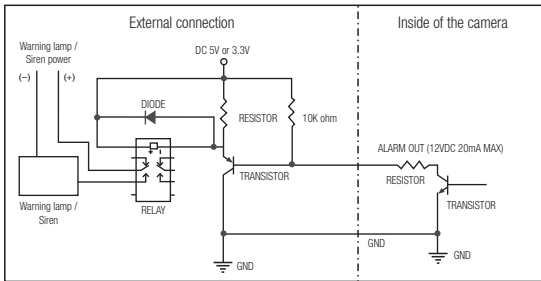 External connection
Inside of the camera
Warning lamp /
Siren power
(−)
(+)
DC 5V or 3.3V
DIODE
RESISTOR
10K ohm
ALARM OUT (12VDC 20mA MAX)
RESISTOR
TRANSISTOR
TRANSISTOR
Warning lamp /
Siren
RELAY
GND
GND
GND